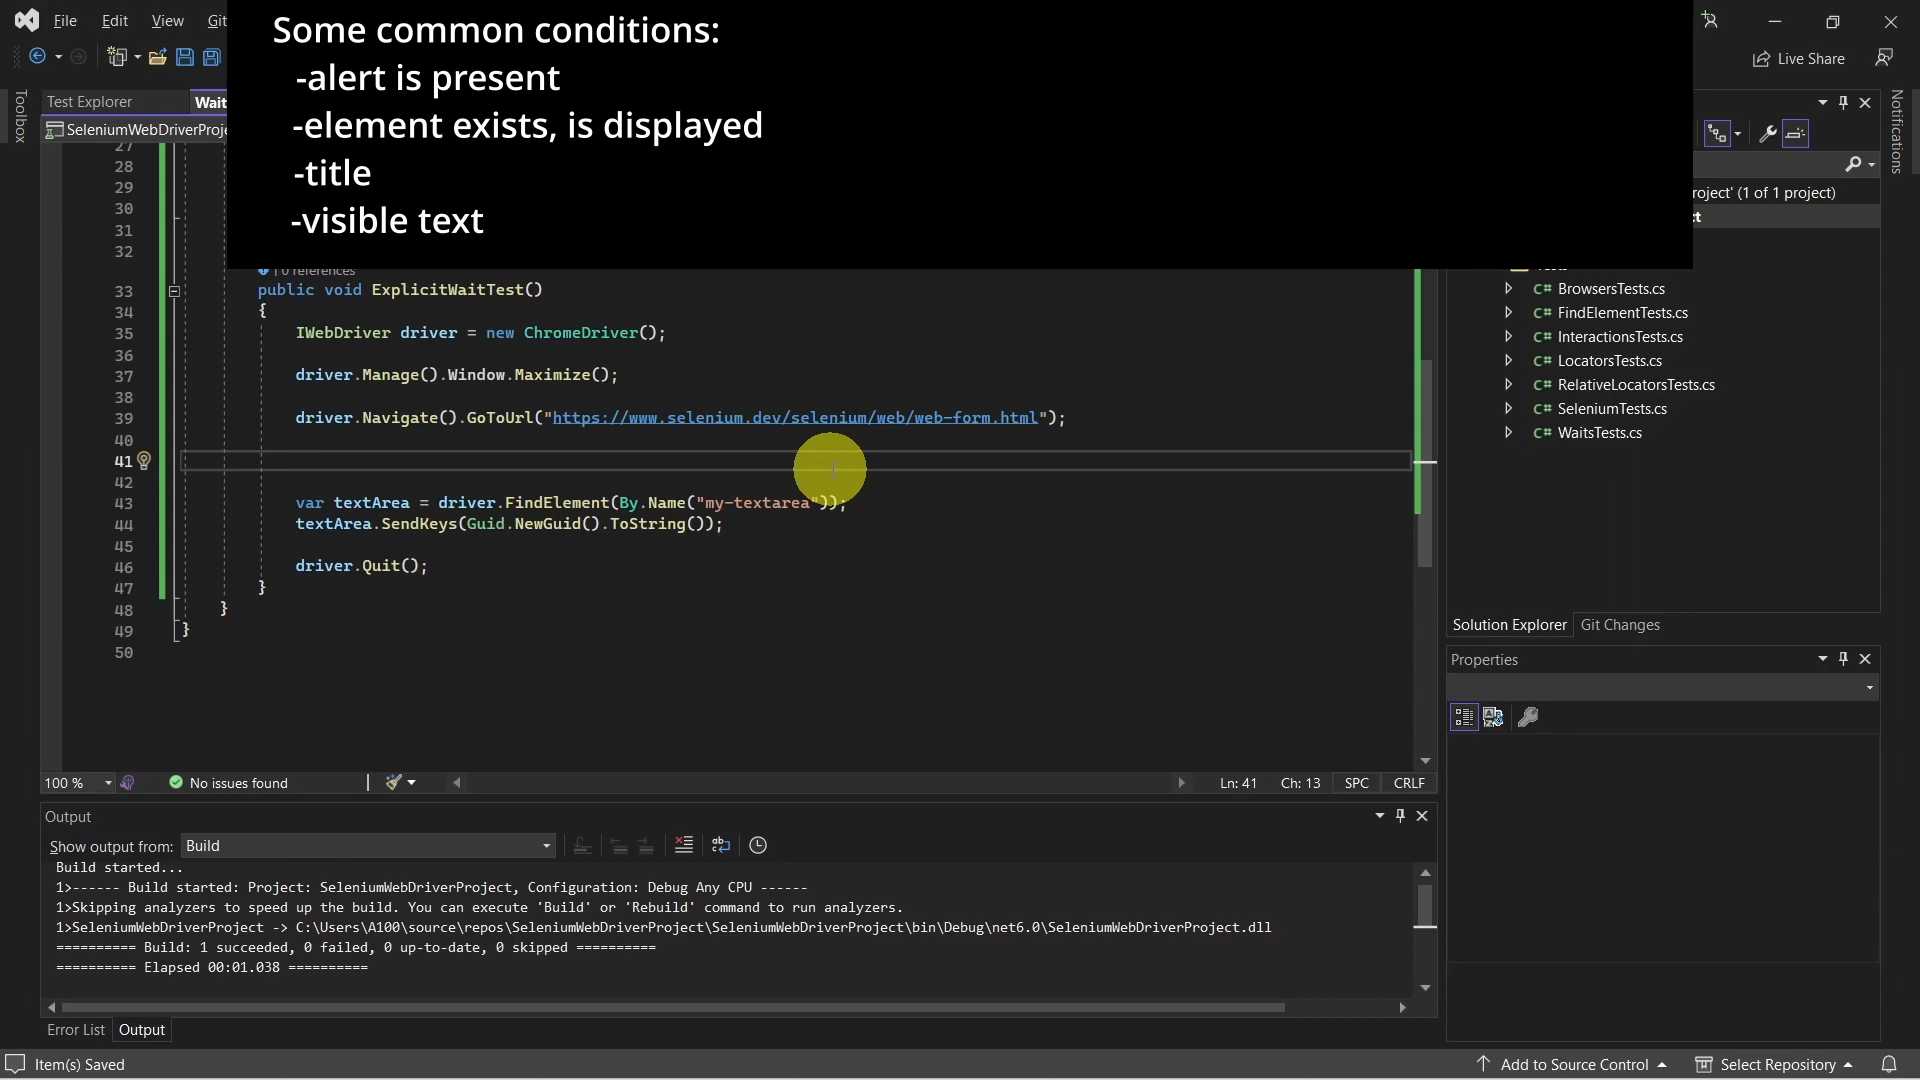 File Edit View Git
Some common conditions:
-alert is present
-element exists, is displayed
-title
-visible text
Live Share
Toolbox
Notifications
Test Explorer
Wait
SeleniumWebDriverProje
roject' (1 of 1 project)
ct
27
28
29
30
31
32
| 0 references
33 public void ExplicitWaitTest()
34 {
35 IWebDriver driver = new ChromeDriver();
36
37 driver.Manage().Window.Maximize();
38
39 driver.Navigate().GoToUrl("https://www.selenium.dev/selenium/web/web-form.html");
40
41
42
43 var textArea = driver.FindElement(By.Name("my-textarea"));
44 textArea.SendKeys(Guid.NewGuid().ToString());
45
46 driver.Quit();
47 }
48 }
49 }
50
C# BrowsersTests.cs
C# FindElementTests.cs
C# InteractionsTests.cs
C# LocatorsTests.cs
C# RelativeLocatorsTests.cs
C# SeleniumTests.cs
C# WaitsTests.cs
Solution Explorer Git Changes
Properties
100 % No issues found Ln: 41 Ch: 13 SPC CRLF
Output
Show output from: Build
Build started...
1>------ Build started: Project: SeleniumWebDriverProject, Configuration: Debug Any CPU ------
1>Skipping analyzers to speed up the build. You can execute 'Build' or 'Rebuild' command to run analyzers.
1>SeleniumWebDriverProject -> C:\Users\A100\source\repos\SeleniumWebDriverProject\SeleniumWebDriverProject\bin\Debug\net6.0\SeleniumWebDriverProject.dll
========== Build: 1 succeeded, 0 failed, 0 up-to-date, 0 skipped ==========
========== Elapsed 00:01.038 ==========
Error List Output
Item(s) Saved
Add to Source Control Select Repository